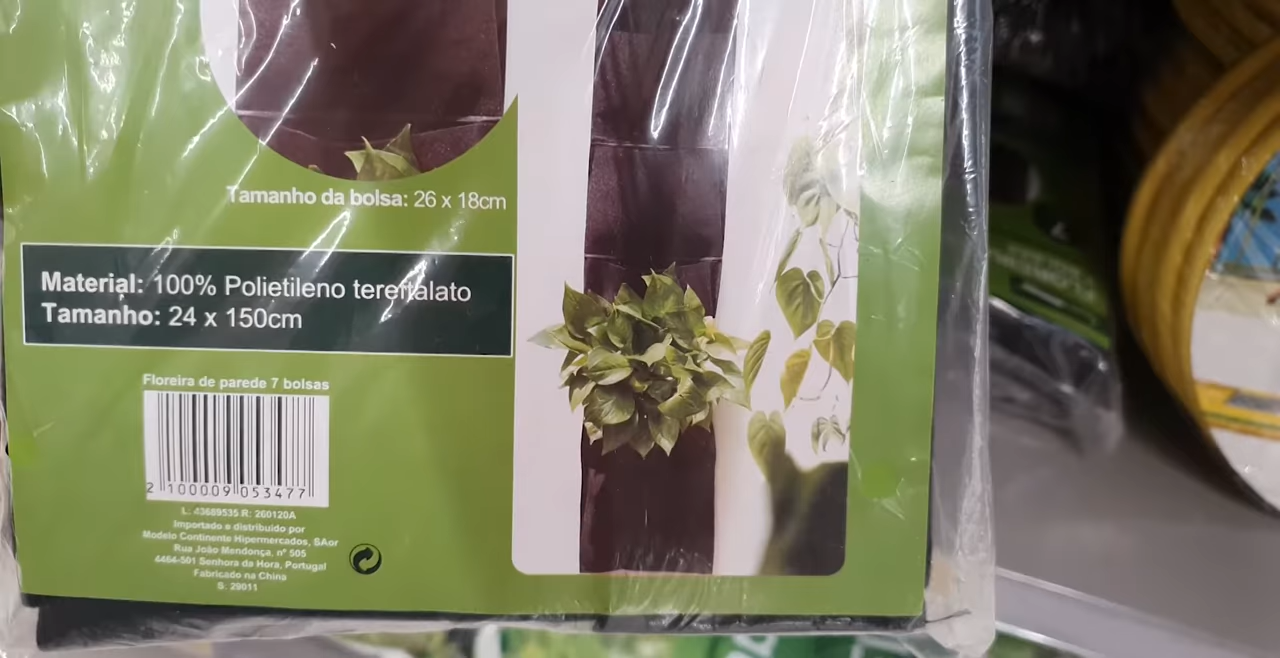 Tamanho da bolsa: 26 x 18cm
Material: 100% Polietileno tereftalato
Tamanho: 24 x 150cm
Floreira de parede 7 bolsas
2 100009 053477
L: 43689535 R: 260120A
Importado e distribuido por
Modelo Continente Hipermercados, SAor
Rua João Mendonça, nº 505
4464-501 Senhora da Hora, Portugal
Fabricado na China
S: 29011